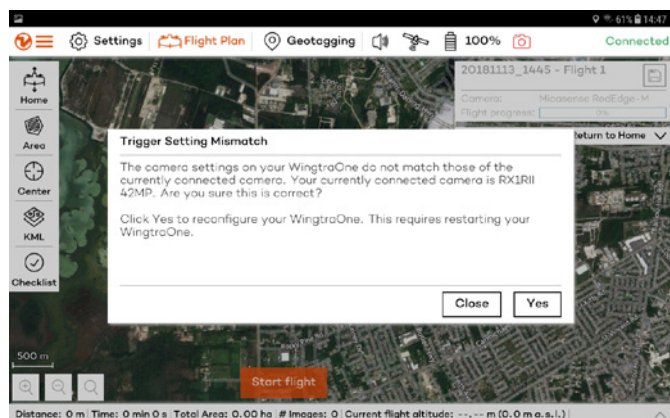 61% 14:47
Settings Flight Plan Geotagging 100% Connected
20181113_1445 - Flight 1
Camera: Micasense RedEdge-M
Flight progress: 0%
Return to Home
Home
Area
Center
KML
Checklist
Trigger Setting Mismatch
The camera settings on your WingtraOne do not match those of the
currently connected camera. Your currently connected camera is RX1RII
42MP. Are you sure this is correct?
Click Yes to reconfigure your WingtraOne. This requires restarting your
WingtraOne.
Close Yes
500 m
Start flight
Distance: 0 m | Time: 0 min 0 s | Total Area: 0.00 ha | # Images: 0 | Current flight altitude: --.-- m (0.0 m a.s.l.) |